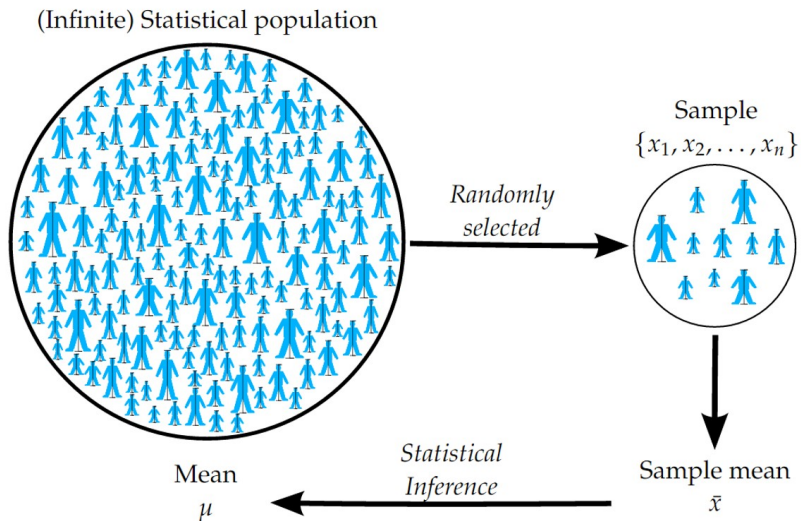 (Infinite) Statistical population
Sample
{x₁, x₂, . . . , xₙ}
Randomly
selected
Statistical
Inference
Mean
μ
Sample mean
x̄